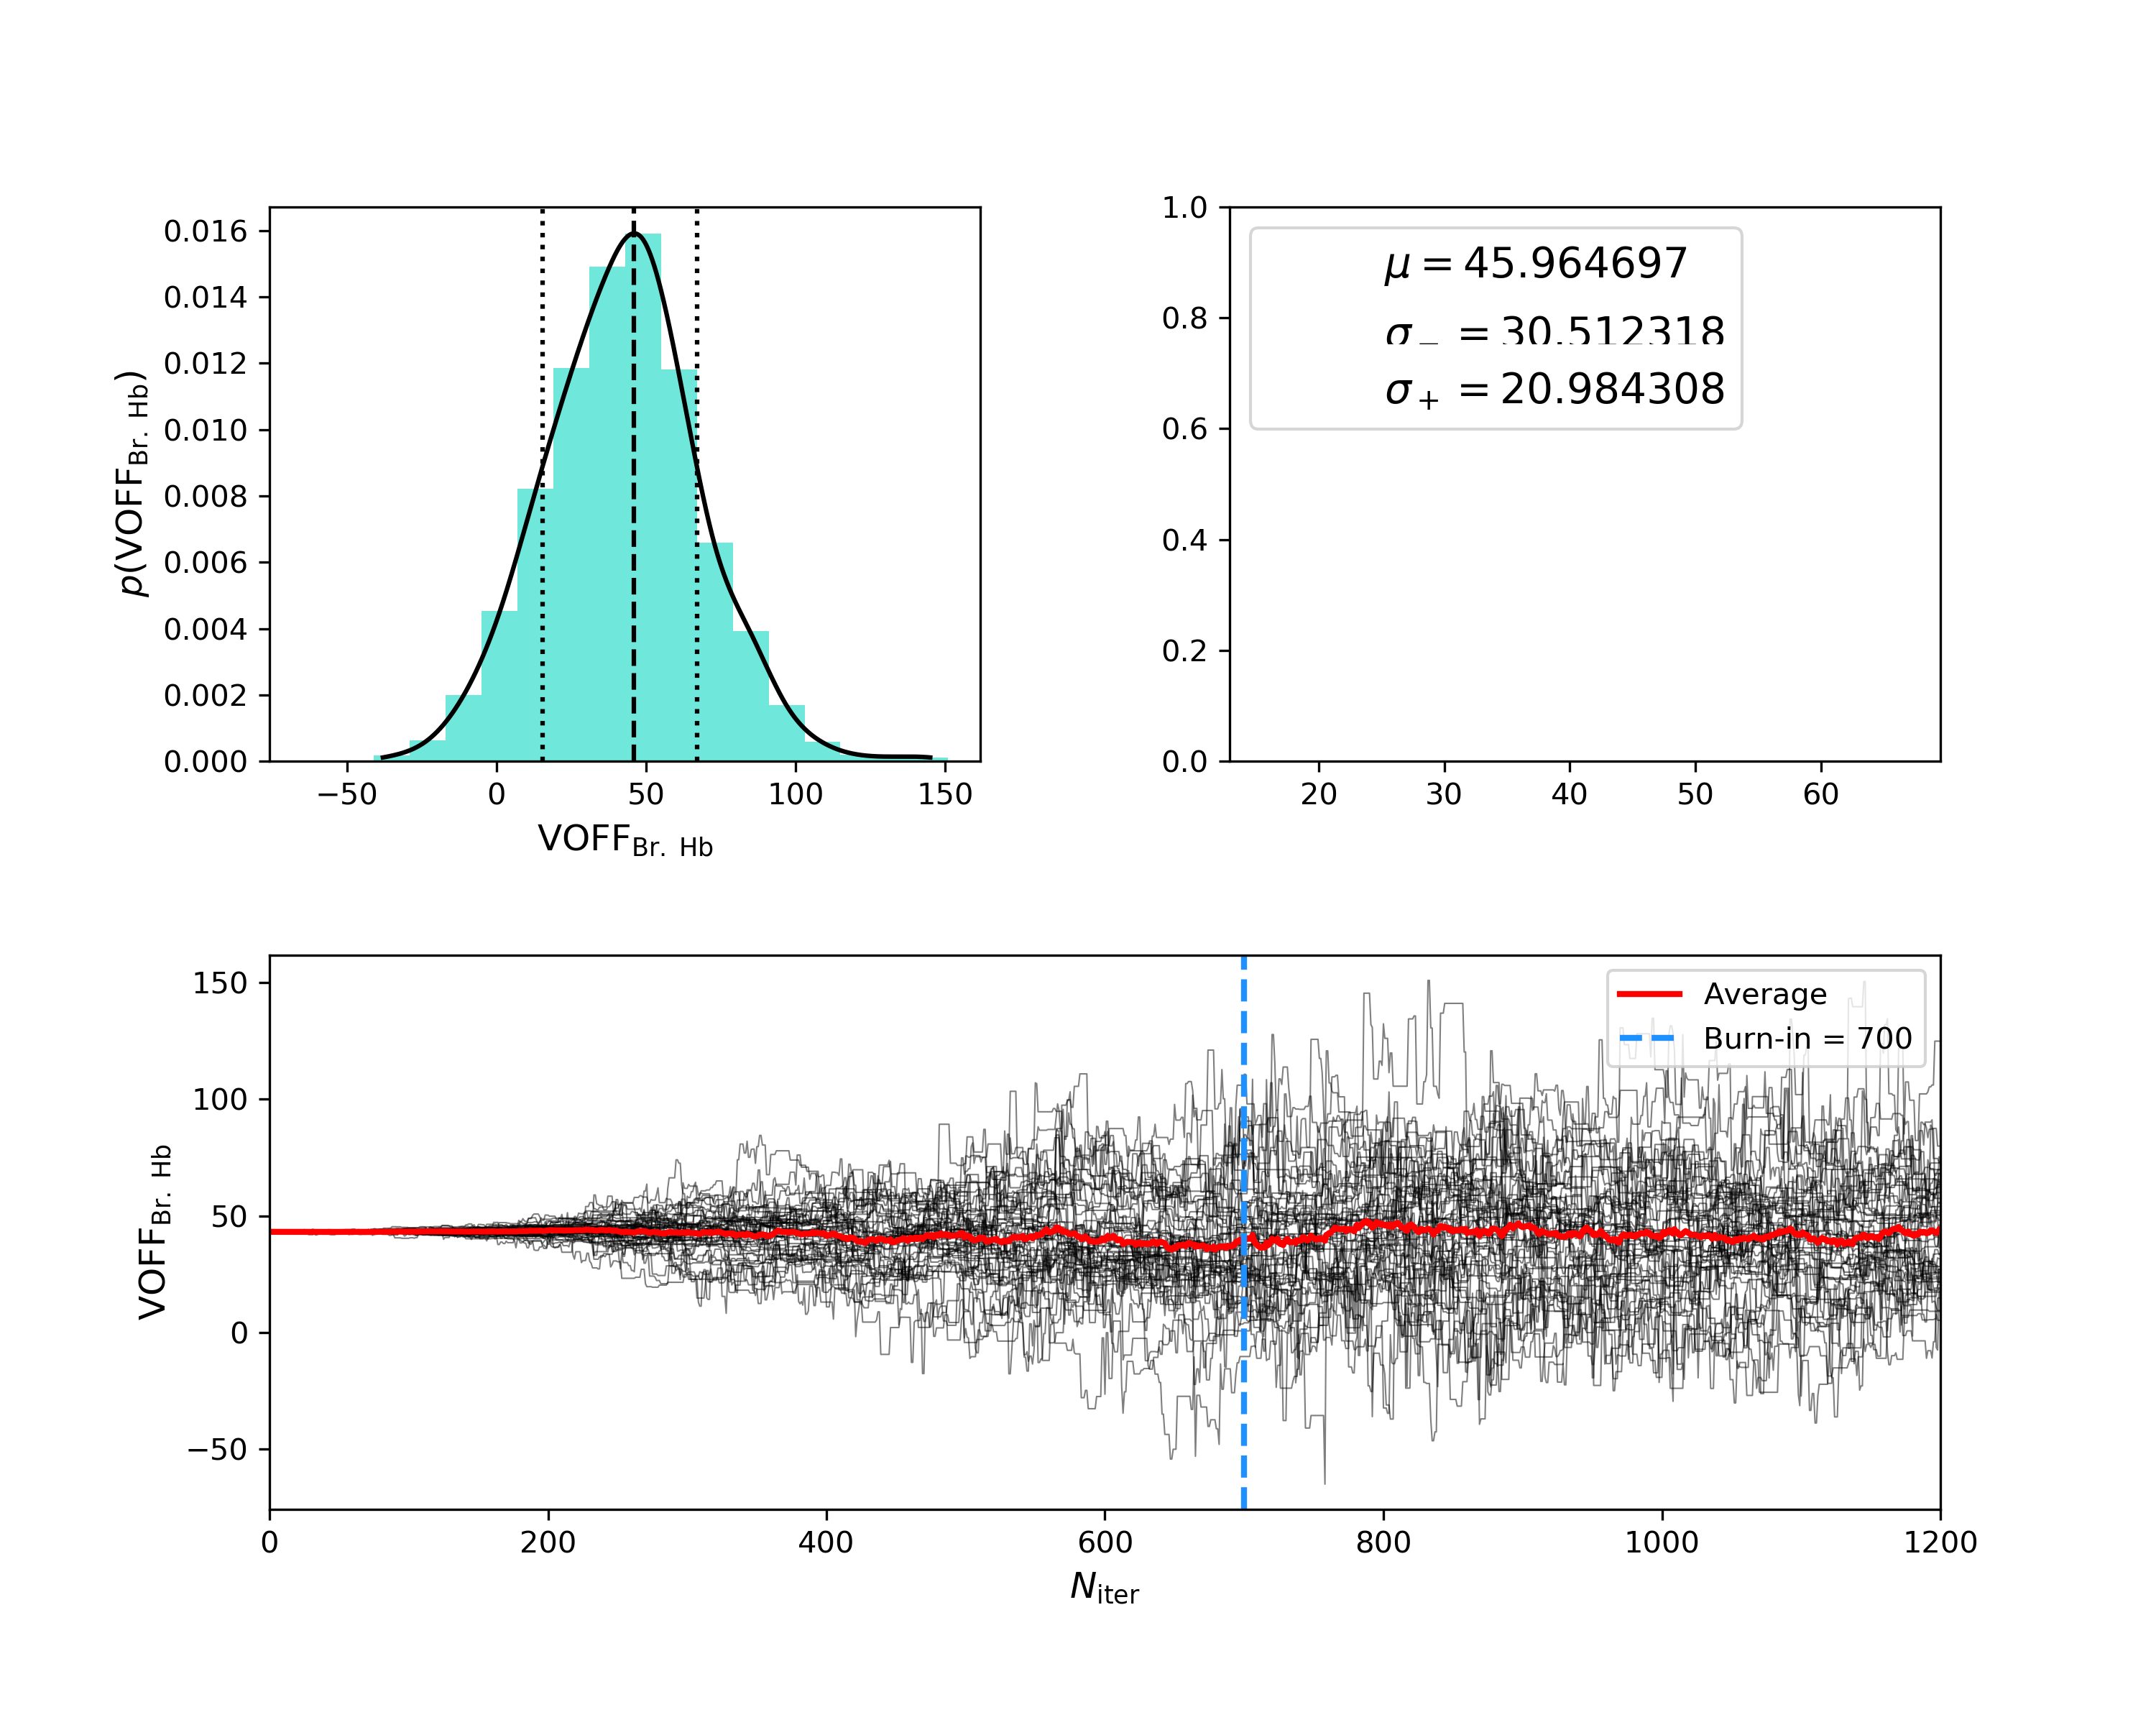 0.016
0.014
0.012
0.010
0.008
0.006
0.004
0.002
0.000
p(VOFF_Br. Hb)
−50 0 50 100 150
VOFF_Br. Hb
1.0
0.8
0.6
0.4
0.2
0.0
μ = 45.964697
σ_− = 30.512318
σ_+ = 20.984308
20 30 40 50 60
150
100
50
0
−50
VOFF_Br. Hb
Average
Burn-in = 700
0 200 400 600 800 1000 1200
N_iter